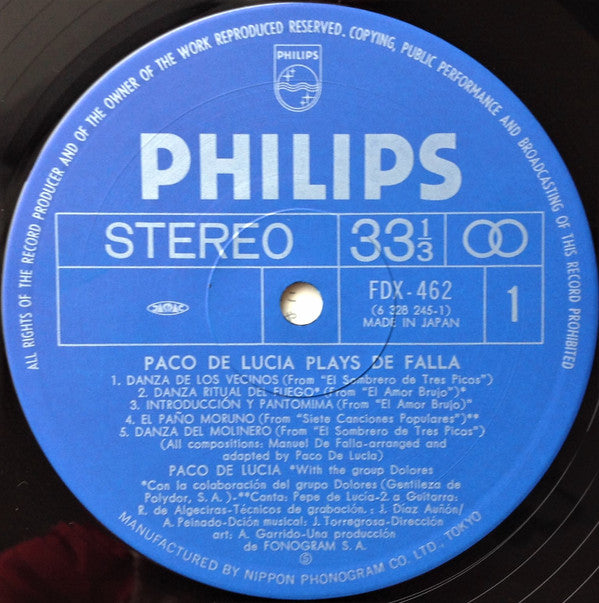 ALL RIGHTS OF THE RECORD PRODUCER AND OF THE OWNER OF THE WORK REPRODUCED RESERVED. COPYING, PUBLIC PERFORMANCE AND BROADCASTING OF THIS RECORD PROHIBITED
PHILIPS
PHILIPS
STEREO 33 1/3
FDX-462
(6 328 245-1)
MADE IN JAPAN
1
PACO DE LUCIA PLAYS DE FALLA
1. DANZA DE LOS VECINOS (From "El Sombrero de Tres Picos")
2. DANZA RITUAL DEL FUEGO* (From "El Amor Brujo")*
3. INTRODUCCIÓN Y PANTOMIMA (From "El Amor Brujo)"
4. EL PAÑO MORUNO (From "Siete Canciones Populares")**
5. DANZA DEL MOLINERO (From "El Sombrero de Tres Picos")
(All compositions: Manuel De Falla-arranged and
adapted by Paco De Lucia)
PACO DE LUCIA *With the group Dolores
*Con la colaboración del grupo Dolores (Gentileza de
Polydor, S. A.)-**Canta: Pepe de Lucía-2. a Guitarra:
R. de Algeciras-Técnicos de grabación. : J. Díaz Auñón/
A. Peinado-Dción musical: J. Torregrosa-Dirección
art: A. Garrido-Una producción
de FONOGRAM S.A.
Ⓢ
MANUFACTURED BY NIPPON PHONOGRAM CO. LTD., TOKYO